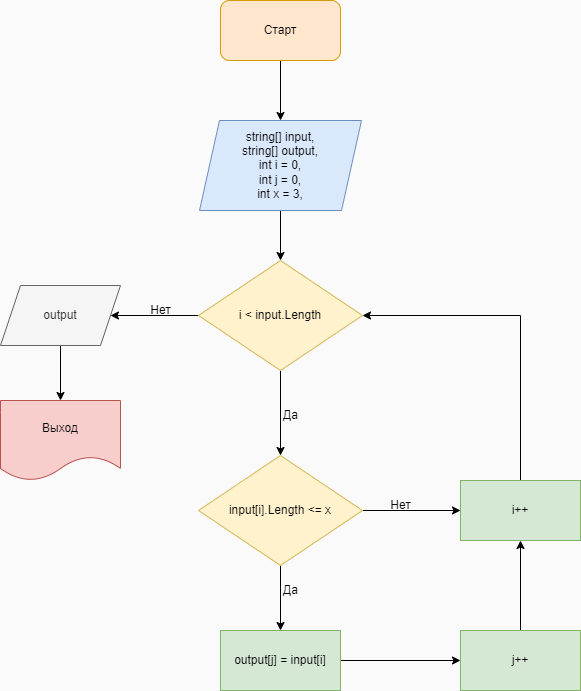 Старт
string[] input,
string[] output,
int i = 0,
int j = 0,
int x = 3,
i < input.Length
Нет
output
Выход
Да
input[i].Length <= x
Нет
i++
Да
output[j] = input[i]
j++